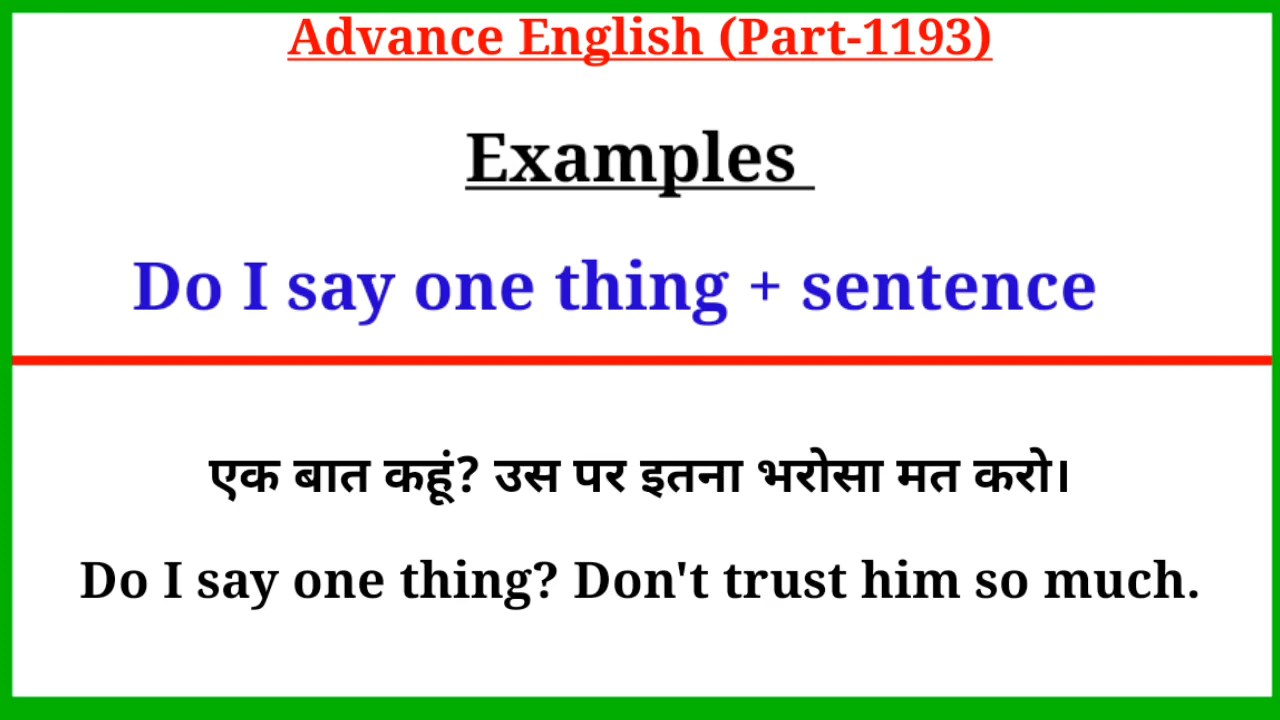 Advance English (Part-1193)
Examples
Do I say one thing + sentence
एक बात कहूं? उस पर इतना भरोसा मत करो।
Do I say one thing? Don't trust him so much.